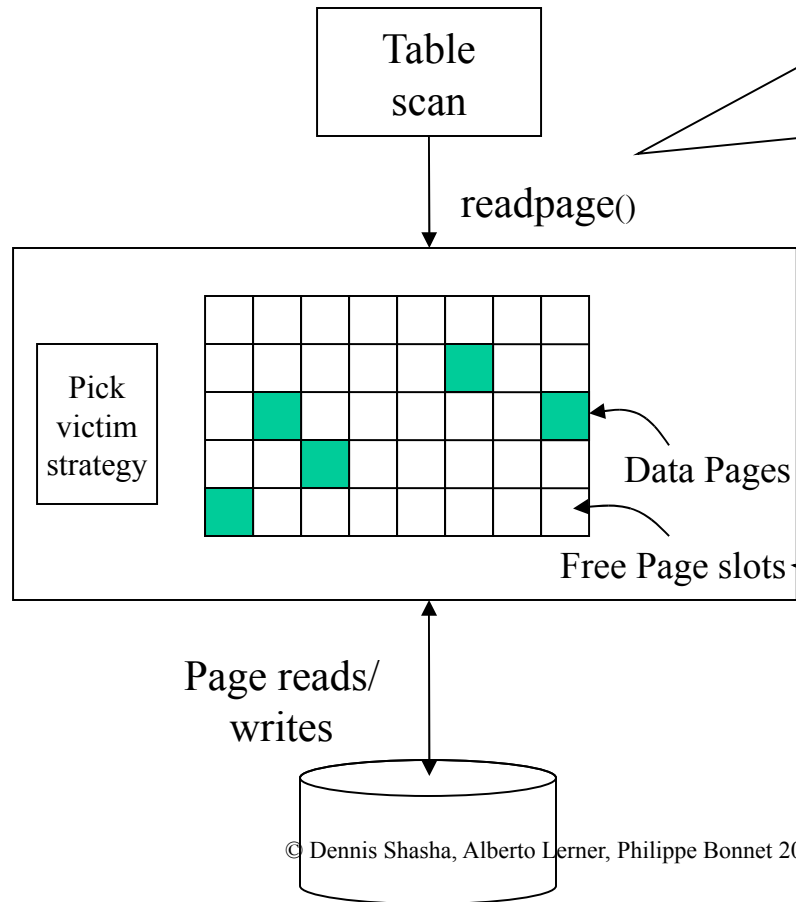 Table
scan
readpage()
Pick
victim
strategy
Data Pages
Free Page slots
Page reads/
writes
© Dennis Shasha, Alberto Lerner, Philippe Bonnet 20